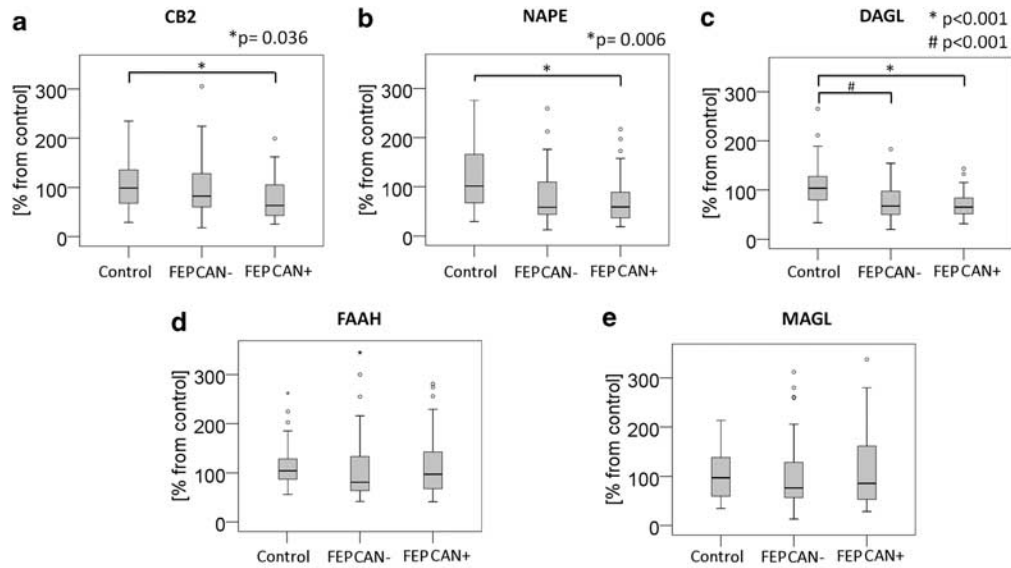 a
CB2
*p= 0.036
*
[% from control]
300
200
100
0
Control FEPCAN- FEPCAN+
b
NAPE
*p= 0.006
*
[% from control]
300
200
100
0
Control FEPCAN- FEPCAN+
c
DAGL
* p<0.001
# p<0.001
*
#
[% from control]
300
200
100
0
Control FEPCAN- FEPCAN+
d
FAAH
[% from control]
300
200
100
0
Control FEPCAN- FEPCAN+
e
MAGL
[% from control]
300
200
100
0
Control FEPCAN- FEPCAN+